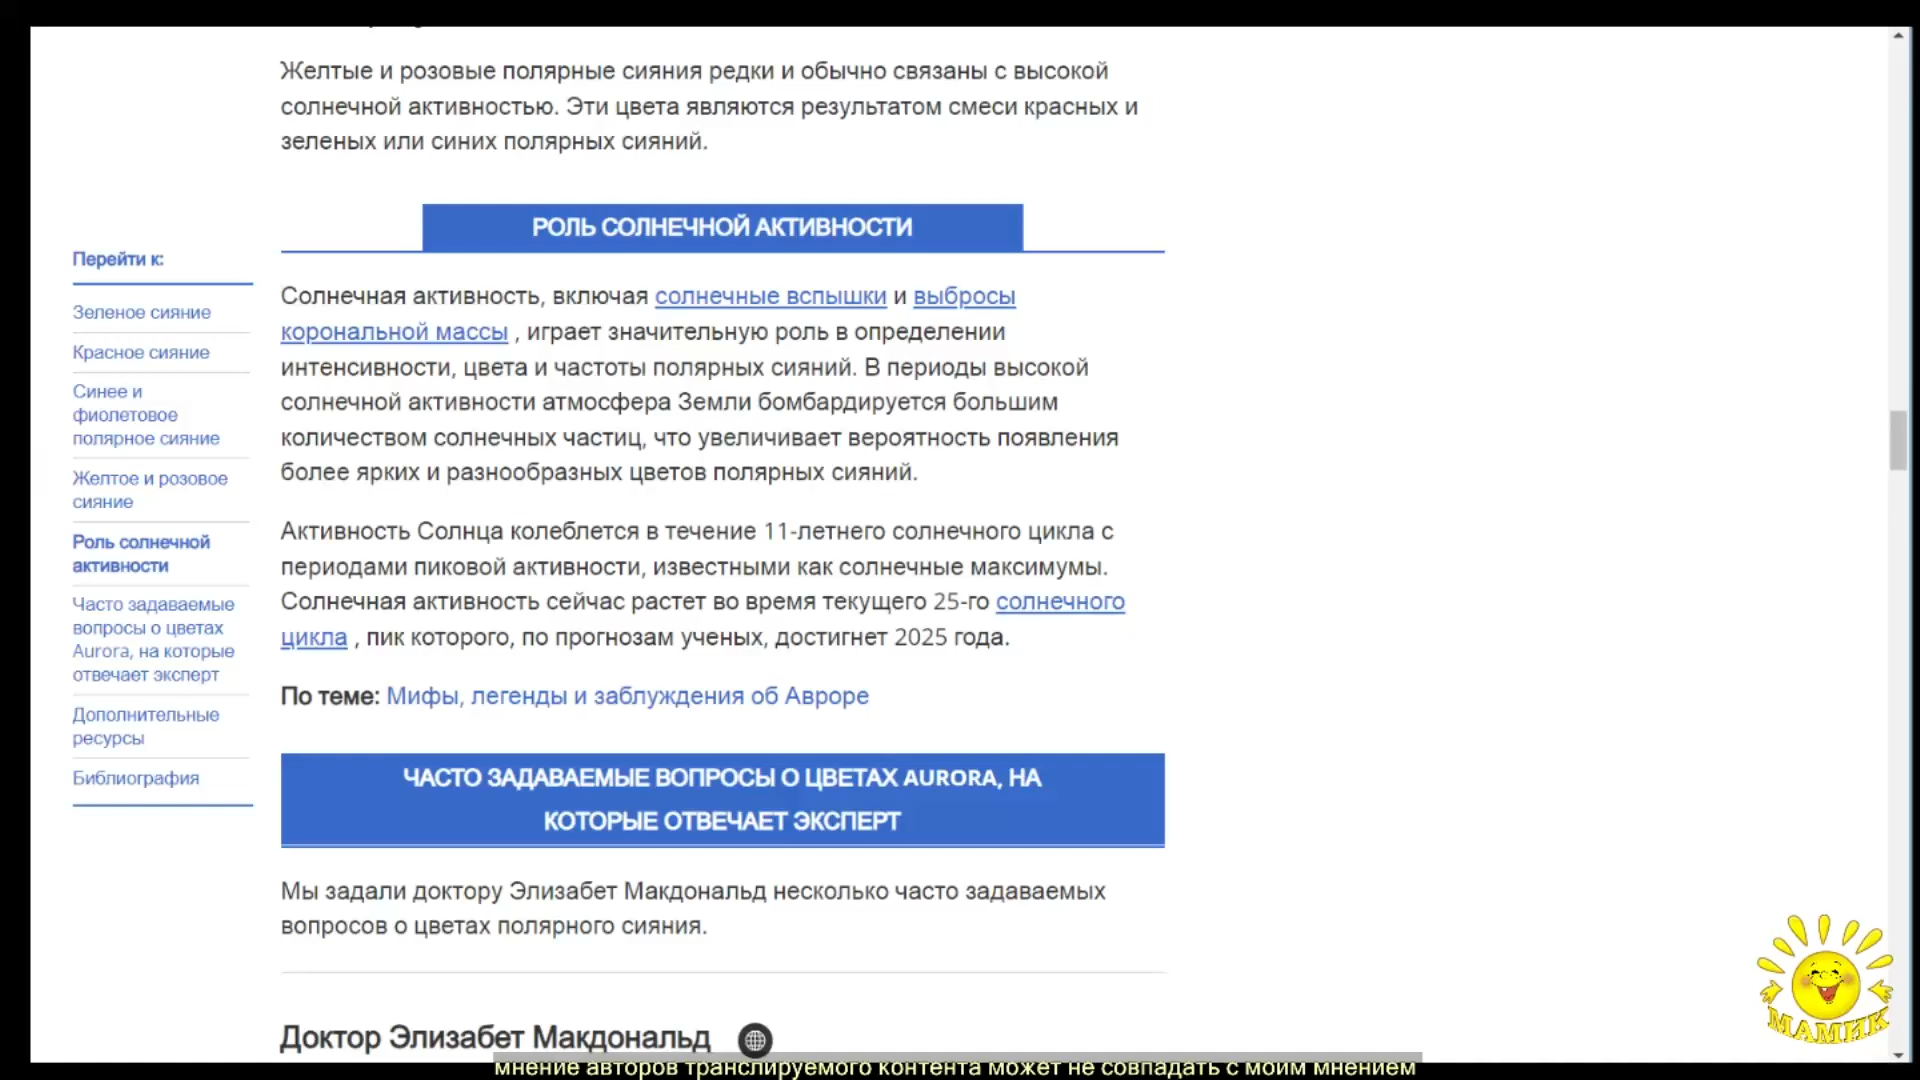 Желтые и розовые полярные сияния редки и обычно связаны с высокой
солнечной активностью. Эти цвета являются результатом смеси красных и
зеленых или синих полярных сияний.
РОЛЬ СОЛНЕЧНОЙ АКТИВНОСТИ
Перейти к:
Зеленое сияние
Красное сияние
Синее и
фиолетовое
полярное сияние
Желтое и розовое
сияние
Роль солнечной
активности
Часто задаваемые
вопросы о цветах
Aurora, на которые
отвечает эксперт
Дополнительные
ресурсы
Библиография
Солнечная активность, включая солнечные вспышки и выбросы
корональной массы , играет значительную роль в определении
интенсивности, цвета и частоты полярных сияний. В периоды высокой
солнечной активности атмосфера Земли бомбардируется большим
количеством солнечных частиц, что увеличивает вероятность появления
более ярких и разнообразных цветов полярных сияний.
Активность Солнца колеблется в течение 11-летнего солнечного цикла с
периодами пиковой активности, известными как солнечные максимумы.
Солнечная активность сейчас растет во время текущего 25-го солнечного
цикла , пик которого, по прогнозам ученых, достигнет 2025 года.
По теме: Мифы, легенды и заблуждения об Авроре
ЧАСТО ЗАДАВАЕМЫЕ ВОПРОСЫ О ЦВЕТАХ AURORA, НА
КОТОРЫЕ ОТВЕЧАЕТ ЭКСПЕРТ
Мы задали доктору Элизабет Макдональд несколько часто задаваемых
вопросов о цветах полярного сияния.
Доктор Элизабет Макдональд
МАМИК
мнение авторов транслируемого контента может не совпадать с моим мнением